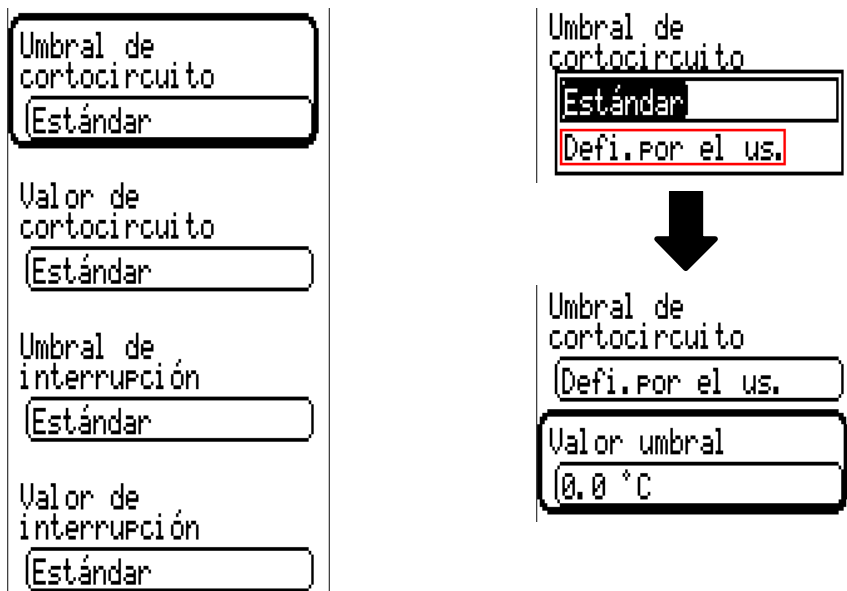 Umbral de
cortocircuito
Estándar
Valor de
cortocircuito
Estándar
Umbral de
interrupción
Estándar
Valor de
interrupción
Estándar
Umbral de
cortocircuito
Estándar
Defi.por el us.
Umbral de
cortocircuito
Defi.por el us.
Valor umbral
0.0 °C